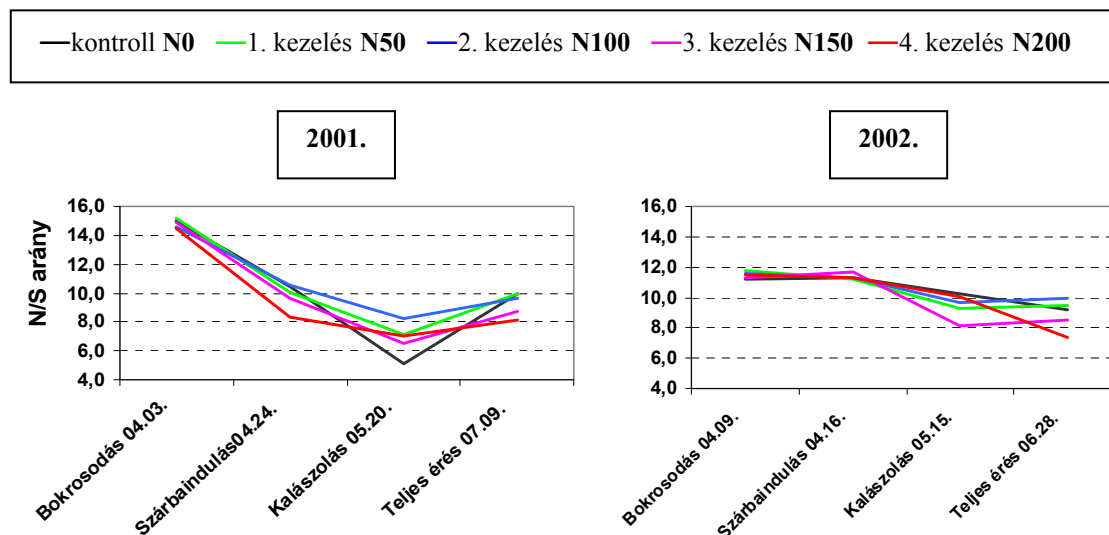 kontroll N0 1. kezelés N50 2. kezelés N100 3. kezelés N150 4. kezelés N200
2001.
2002.
N/S arány
16,0
14,0
12,0
10,0
8,0
6,0
4,0
Bokrosodás 04.03.
Szárbaindulás04.24.
Kalászolás 05.20.
Teljes érés 07.09.
16,0
14,0
12,0
10,0
8,0
6,0
4,0
Bokrosodás 04.09.
Szárbaindulás 04.16.
Kalászolás 05.15.
Teljes érés 06.28.